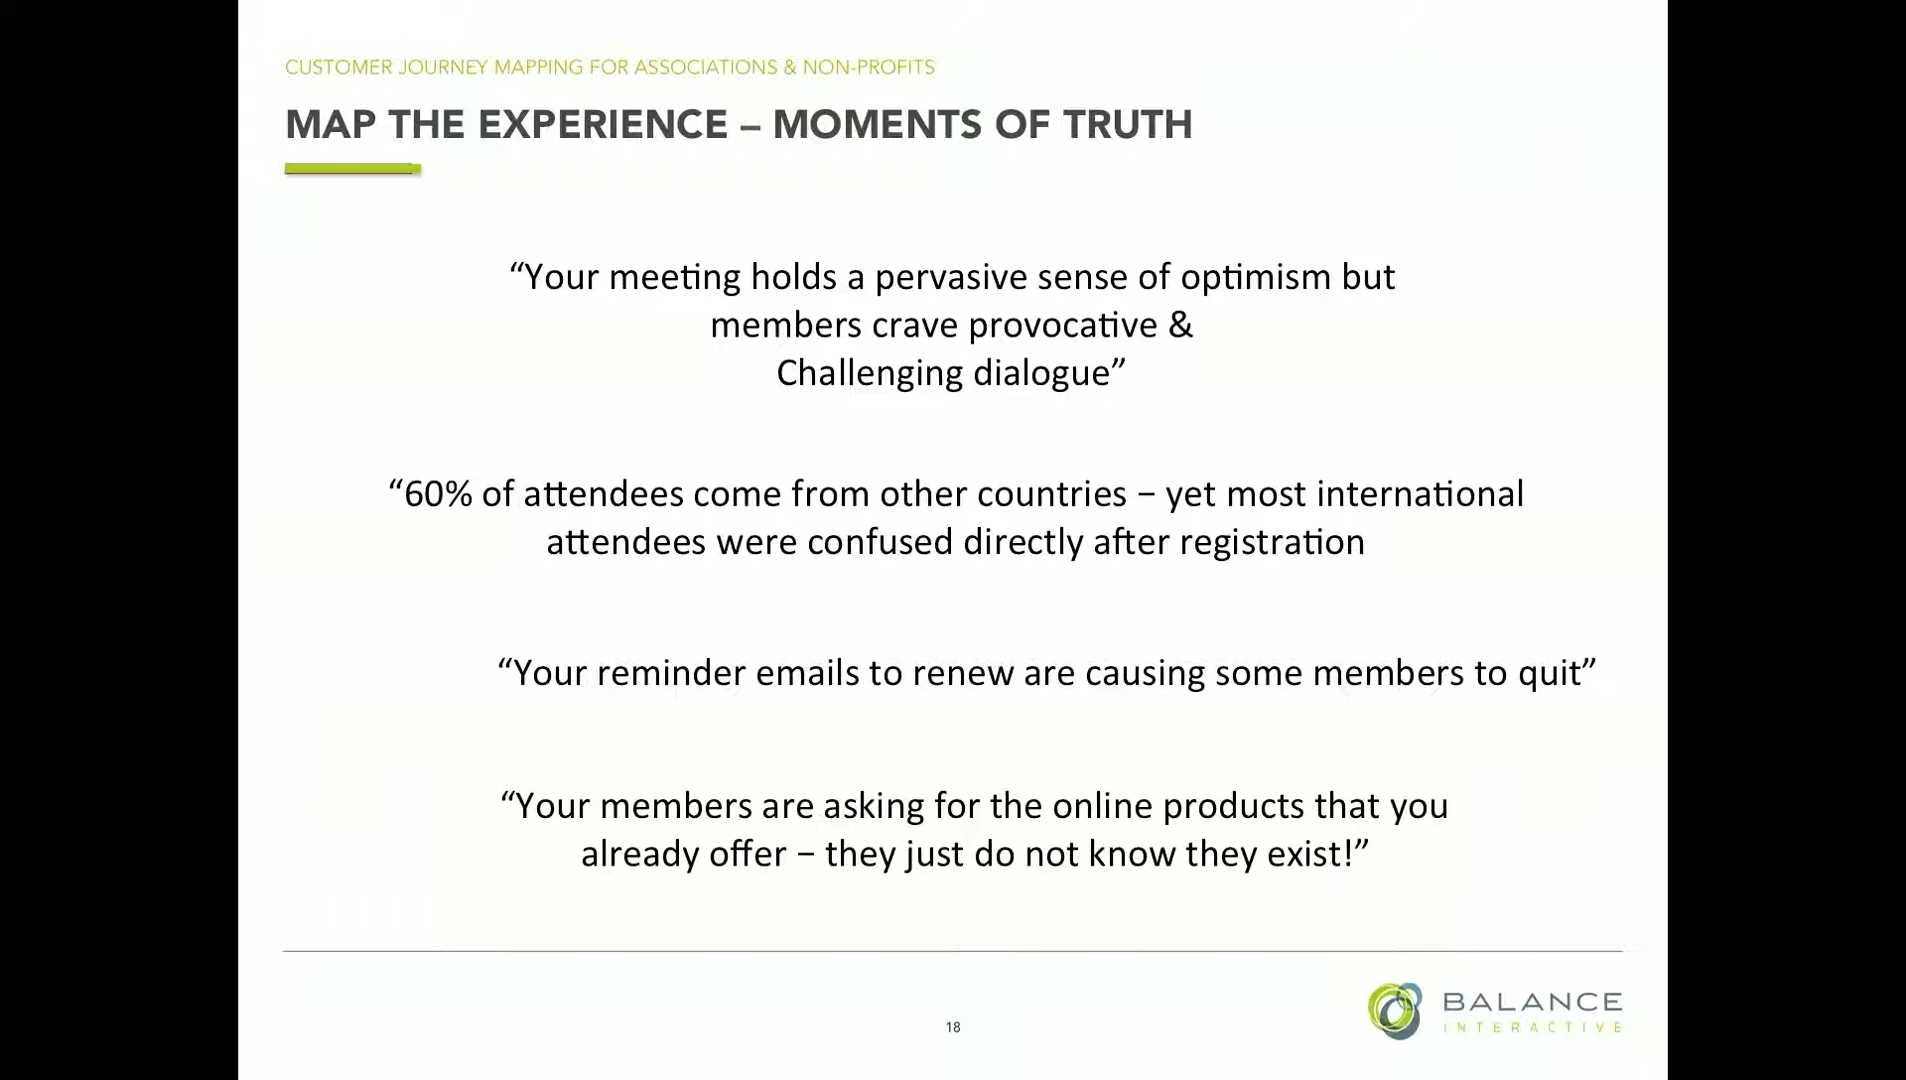 CUSTOMER JOURNEY MAPPING FOR ASSOCIATIONS & NON-PROFITS
MAP THE EXPERIENCE – MOMENTS OF TRUTH
“Your meeting holds a pervasive sense of optimism but
members crave provocative &
Challenging dialogue”
“60% of attendees come from other countries – yet most international
attendees were confused directly after registration
“Your reminder emails to renew are causing some members to quit”
“Your members are asking for the online products that you
already offer – they just do not know they exist!”
BALANCE
INTERACTIVE
18